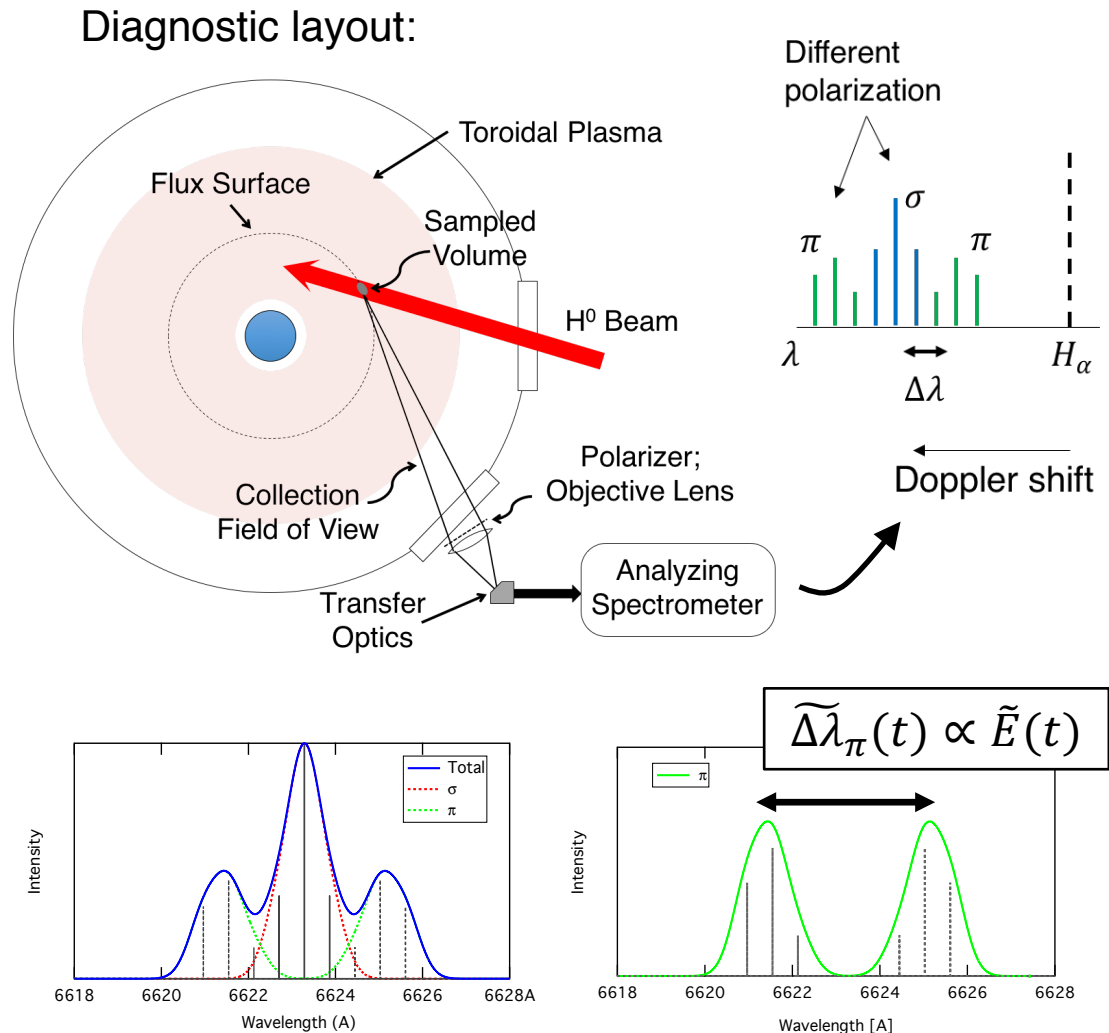 Diagnostic layout:
Toroidal Plasma
Flux Surface
Sampled
Volume
H⁰ Beam
Collection
Field of View
Polarizer;
Objective Lens
Transfer
Optics
Analyzing
Spectrometer
Different
polarization
σ
π
π
λ
Δλ
H_α
Doppler shift
Total
σ
π
Intensity
6618
6620
6622
6624
6626
6628A
Wavelength (A)
\widetilde{Δλ}_π(t) ∝ \tilde{E}(t)
π
Intensity
6618
6620
6622
6624
6626
6628
Wavelength [A]